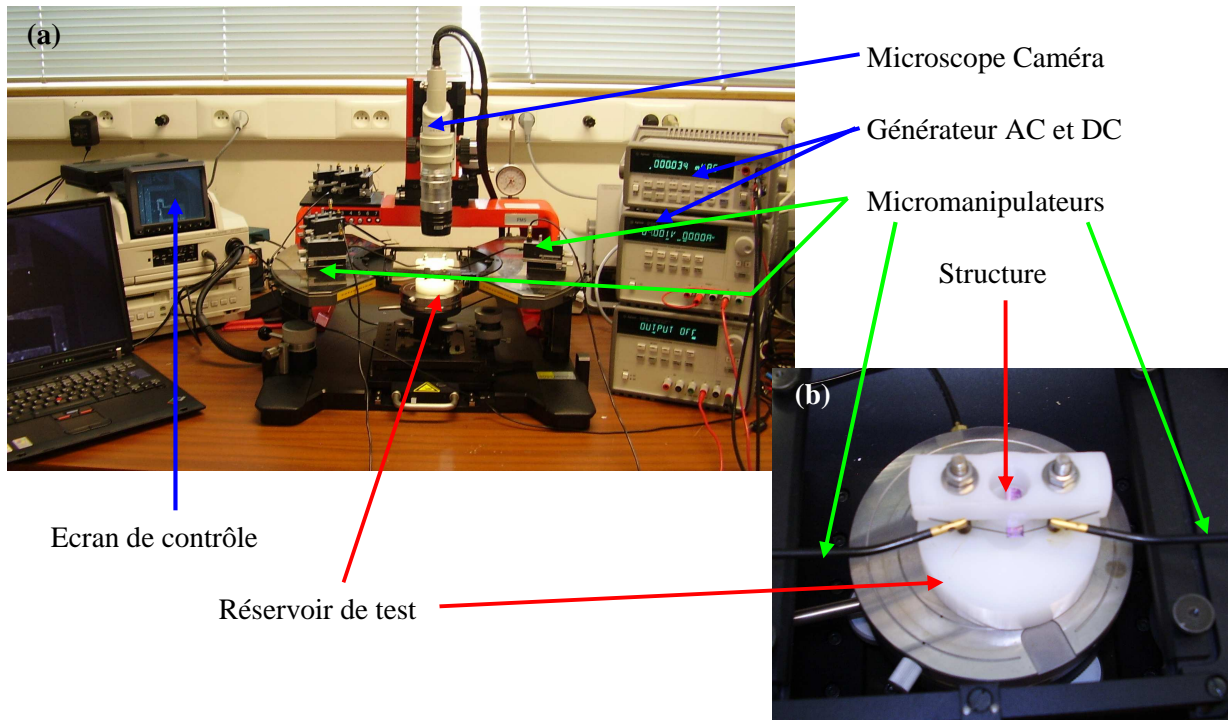 (a)
Microscope Caméra
Générateur AC et DC
Micromanipulateurs
Structure
(b)
Ecran de contrôle
Réservoir de test
OUTPUT OFF